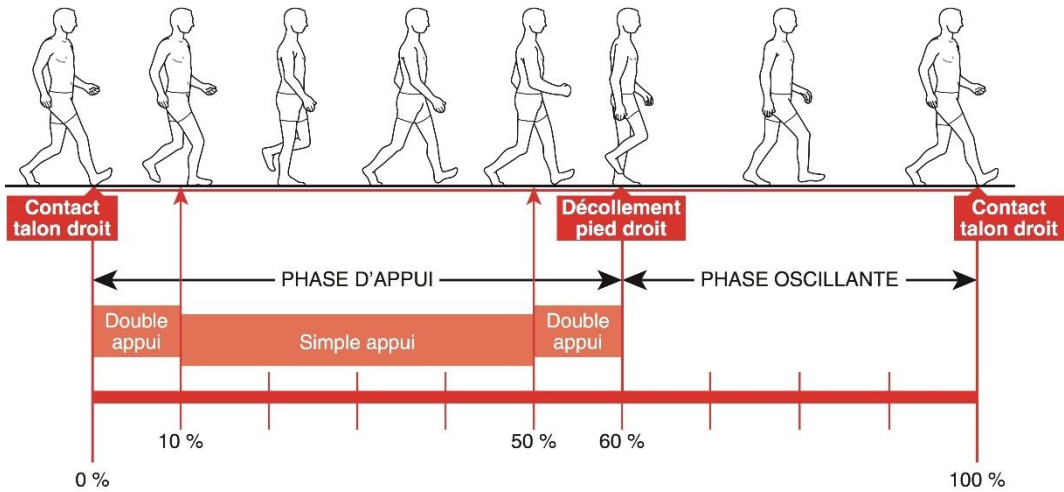 Contact
talon droit
Décollement
pied droit
Contact
talon droit
PHASE D'APPUI
PHASE OSCILLANTE
Double
appui
Simple appui
Double
appui
10 %
50 %
60 %
0 %
100 %